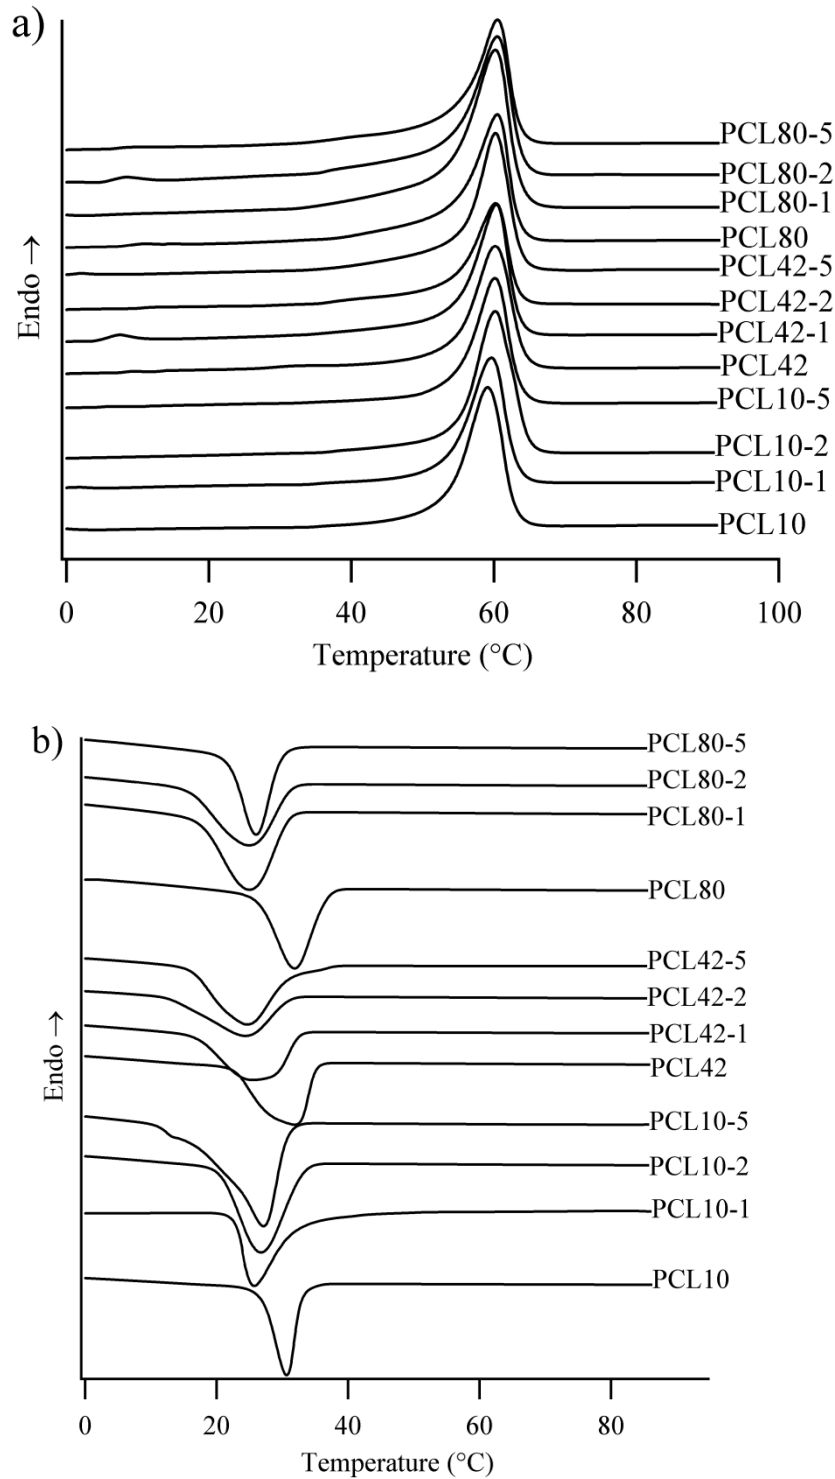 a)
PCL80-5
PCL80-2
PCL80-1
PCL80
PCL42-5
PCL42-2
PCL42-1
PCL42
PCL10-5
PCL10-2
PCL10-1
PCL10
Endo →
0 20 40 60 80 100
Temperature (°C)
b)
PCL80-5
PCL80-2
PCL80-1
PCL80
PCL42-5
PCL42-2
PCL42-1
PCL42
PCL10-5
PCL10-2
PCL10-1
PCL10
Endo →
0 20 40 60 80
Temperature (°C)